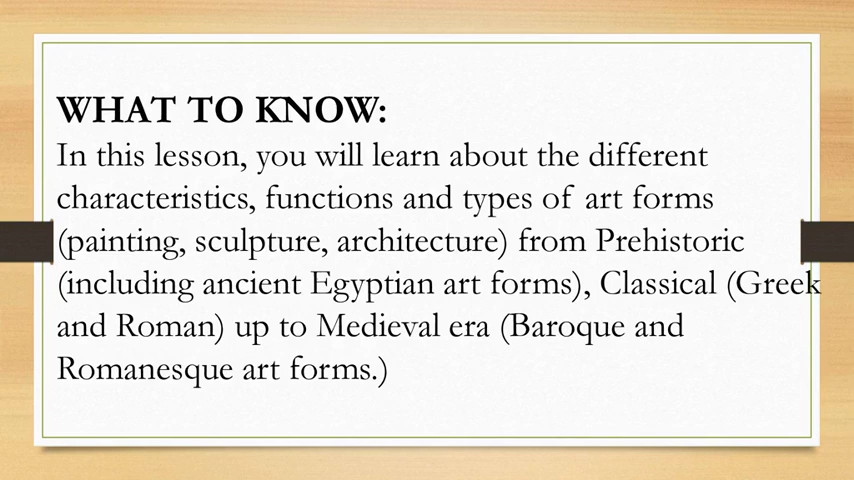 WHAT TO KNOW:
In this lesson, you will learn about the different
characteristics, functions and types of art forms
(painting, sculpture, architecture) from Prehistoric
(including ancient Egyptian art forms), Classical (Greek
and Roman) up to Medieval era (Baroque and
Romanesque art forms.)